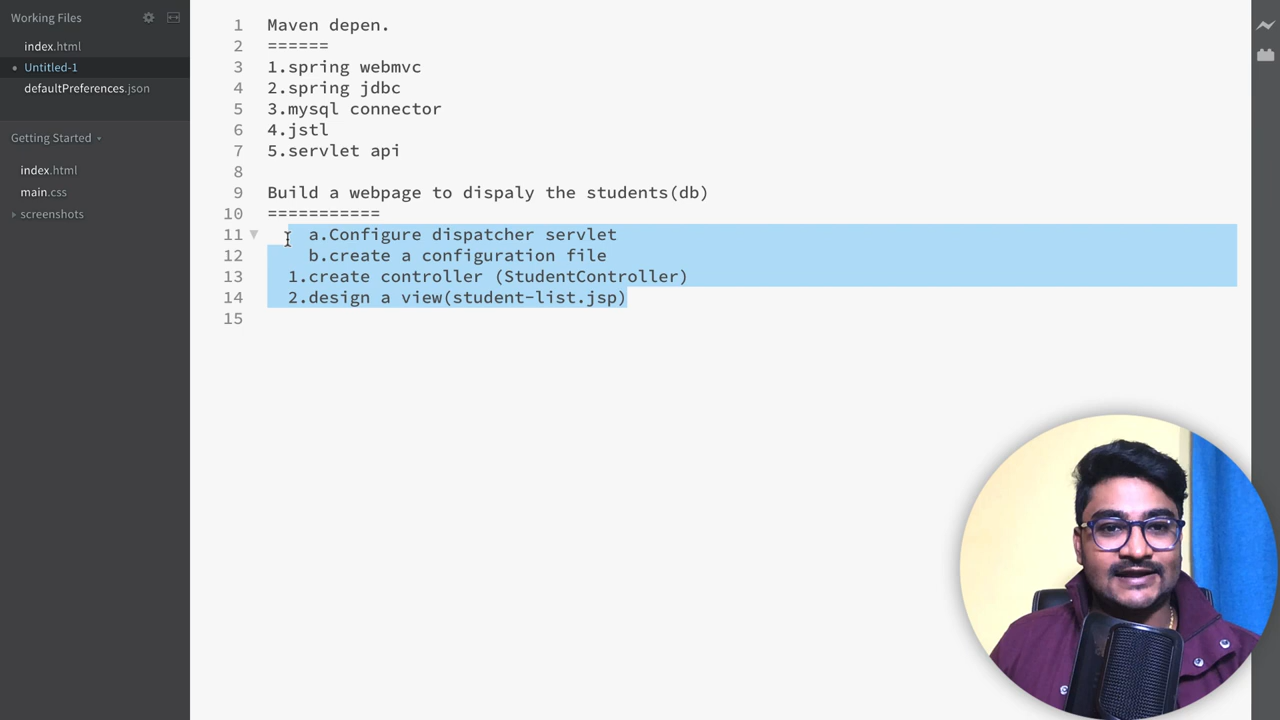 Working Files
index.html
Untitled-1
defaultPreferences.json
Getting Started
index.html
main.css
screenshots
1 Maven depen.
2 ======
3 1.spring webmvc
4 2.spring jdbc
5 3.mysql connector
6 4.jstl
7 5.servlet api
8
9 Build a webpage to dispaly the students(db)
10 ===========
11 a.Configure dispatcher servlet
12 b.create a configuration file
13 1.create controller (StudentController)
14 2.design a view(student-list.jsp)
15